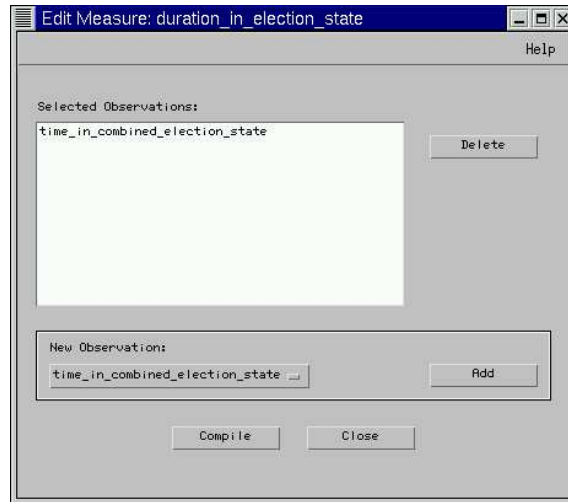 Edit Measure: duration_in_election_state
Help
Selected Observations:
time_in_combined_election_state
Delete
New Observation:
time_in_combined_election_state
Add
Compile
Close